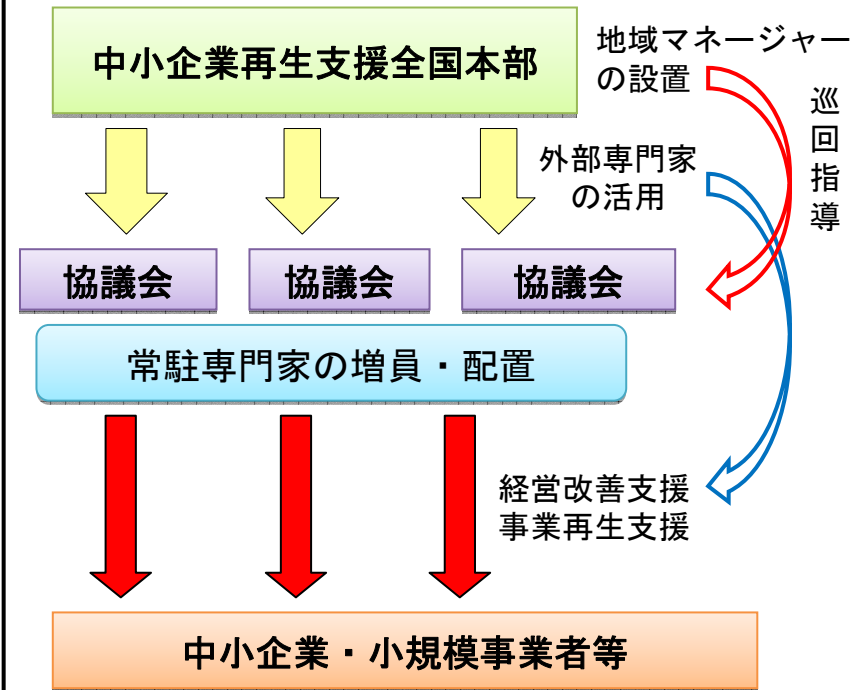 中小企業再生支援全国本部
地域マネージャー
の設置
巡回指導
外部専門家
の活用
協議会
協議会
協議会
常駐専門家の増員・配置
経営改善支援
事業再生支援
中小企業・小規模事業者等